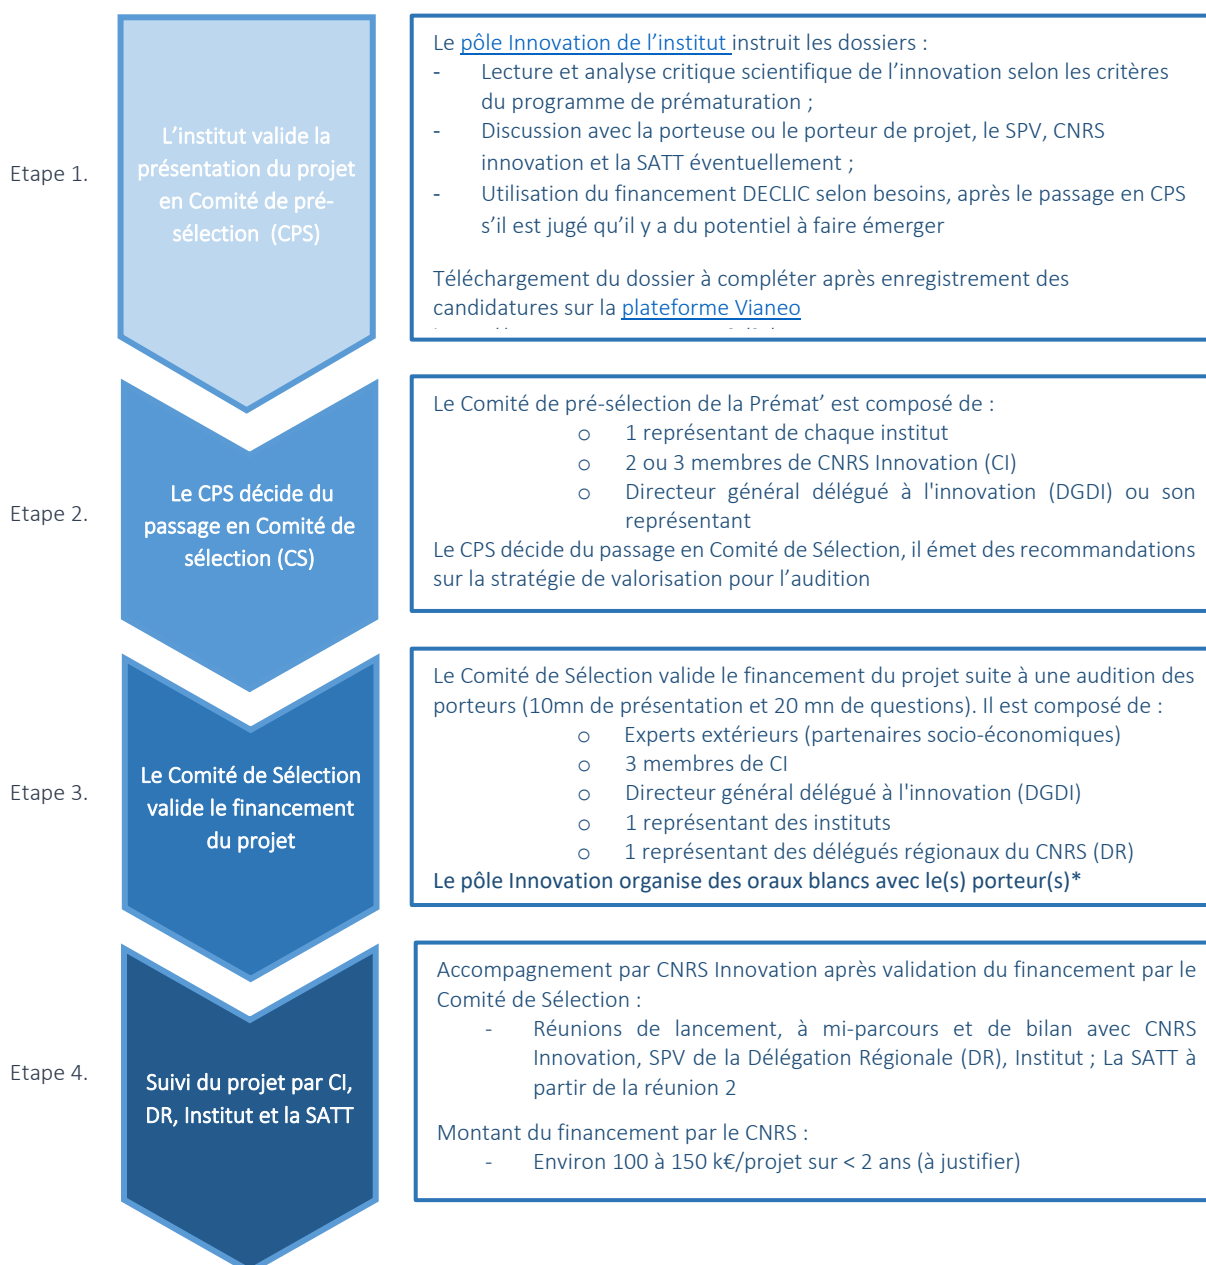 Etape 1.
L’institut valide la
présentation du projet
en Comité de pré-
sélection (CPS)
Le pôle Innovation de l’institut instruit les dossiers :
- Lecture et analyse critique scientifique de l’innovation selon les critères
du programme de prématuration ;
- Discussion avec la porteuse ou le porteur de projet, le SPV, CNRS
innovation et la SATT éventuellement ;
- Utilisation du financement DECLIC selon besoins, après le passage en CPS
s’il est jugé qu’il y a du potentiel à faire émerger
Téléchargement du dossier à compléter après enregistrement des
candidatures sur la plateforme Vianeo
Etape 2.
Le CPS décide du
passage en Comité de
sélection (CS)
Le Comité de pré-sélection de la Prémat’ est composé de :
o 1 représentant de chaque institut
o 2 ou 3 membres de CNRS Innovation (CI)
o Directeur général délégué à l'innovation (DGDI) ou son
représentant
Le CPS décide du passage en Comité de Sélection, il émet des recommandations
sur la stratégie de valorisation pour l’audition
Etape 3.
Le Comité de Sélection
valide le financement
du projet
Le Comité de Sélection valide le financement du projet suite à une audition des
porteurs (10mn de présentation et 20 mn de questions). Il est composé de :
o Experts extérieurs (partenaires socio-économiques)
o 3 membres de CI
o Directeur général délégué à l'innovation (DGDI)
o 1 représentant des instituts
o 1 représentant des délégués régionaux du CNRS (DR)
Le pôle Innovation organise des oraux blancs avec le(s) porteur(s)*
Etape 4.
Suivi du projet par CI,
DR, Institut et la SATT
Accompagnement par CNRS Innovation après validation du financement par le
Comité de Sélection :
- Réunions de lancement, à mi-parcours et de bilan avec CNRS
Innovation, SPV de la Délégation Régionale (DR), Institut ; La SATT à
partir de la réunion 2
Montant du financement par le CNRS :
- Environ 100 à 150 k€/projet sur < 2 ans (à justifier)